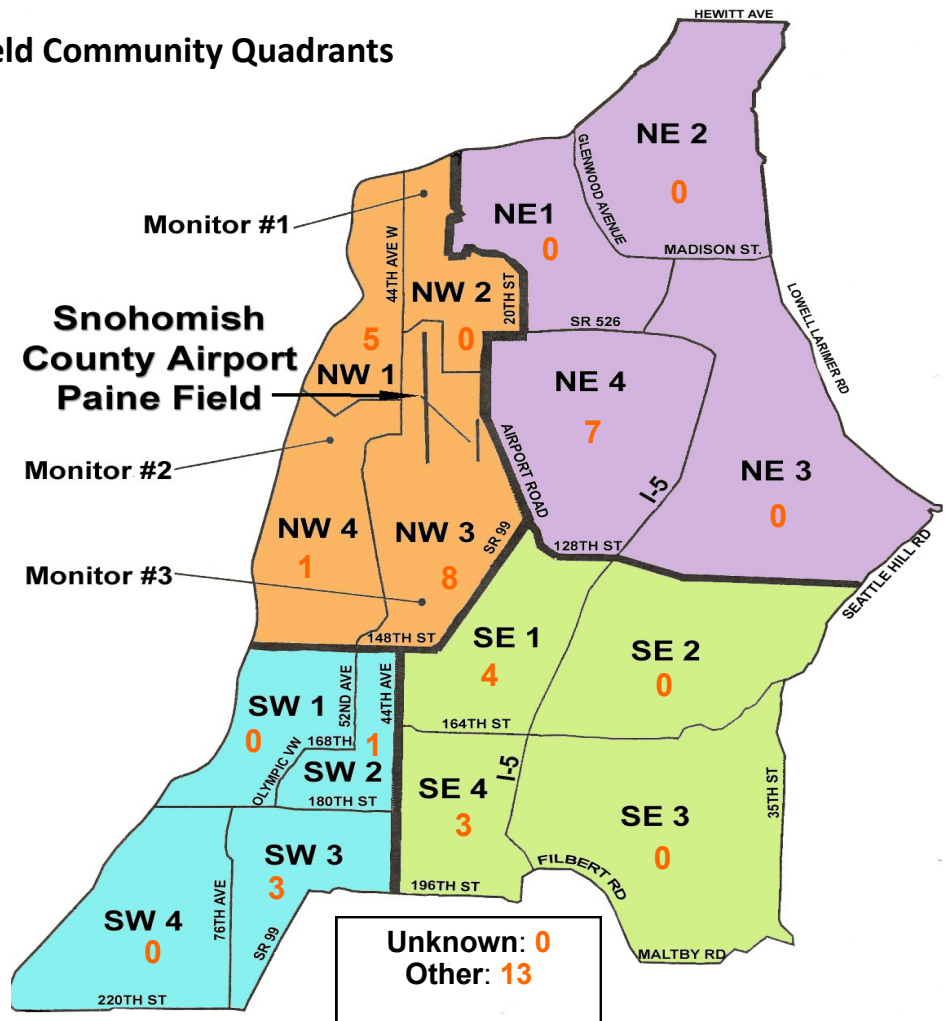 HEWITT AVE
eld Community Quadrants
NE 2
0
GLENWOOD AVENUE
Monitor #1
NE1
0
MADISON ST.
44TH AVE W
NW 2
0
20TH ST
LOWELL LARIMER RD
Snohomish
County Airport
Paine Field
5
NW 1
SR 526
NE 4
7
AIRPORT ROAD
I-5
Monitor #2
NE 3
0
NW 4
1
NW 3
8
SR 99
128TH ST
SEATTLE HILL RD
Monitor #3
148TH ST
SE 1
4
SE 2
0
SW 1
0
52ND AVE
44TH AVE
168TH
1
SW 2
OLYMPIC VW
180TH ST
164TH ST
SE 4
3
I-5
SE 3
0
35TH ST
SW 3
3
196TH ST
FILBERT RD
SW 4
0
76TH AVE
SR 99
MALTBY RD
220TH ST
Unknown: 0
Other: 13